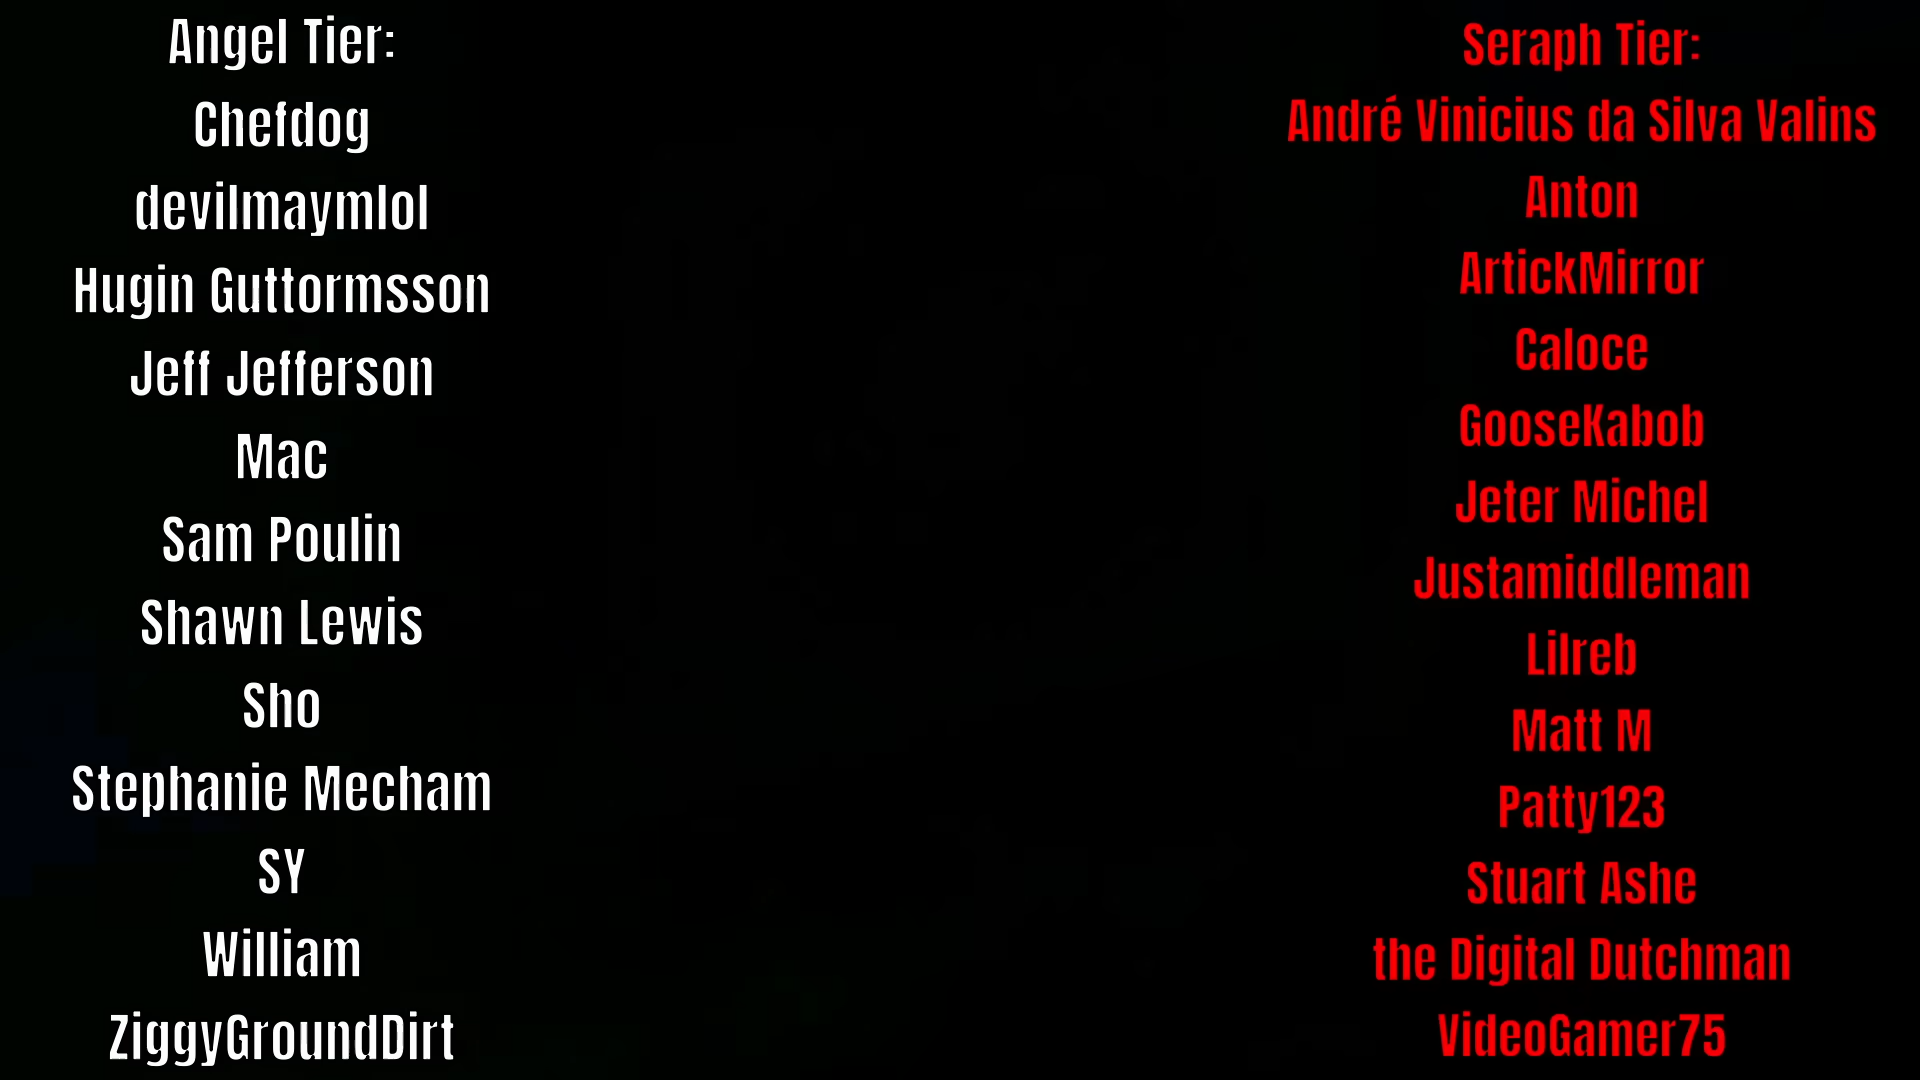 Angel Tier:
Chefdog
devilmaymlol
Hugin Guttormsson
Jeff Jefferson
Mac
Sam Poulin
Shawn Lewis
Sho
Stephanie Mecham
SY
William
ZiggyGroundDirt
Seraph Tier:
André Vinicius da Silva Valins
Anton
ArtickMirror
Caloce
GooseKabob
Jeter Michel
Justamiddleman
Lilreb
Matt M
Patty123
Stuart Ashe
the Digital Dutchman
VideoGamer75